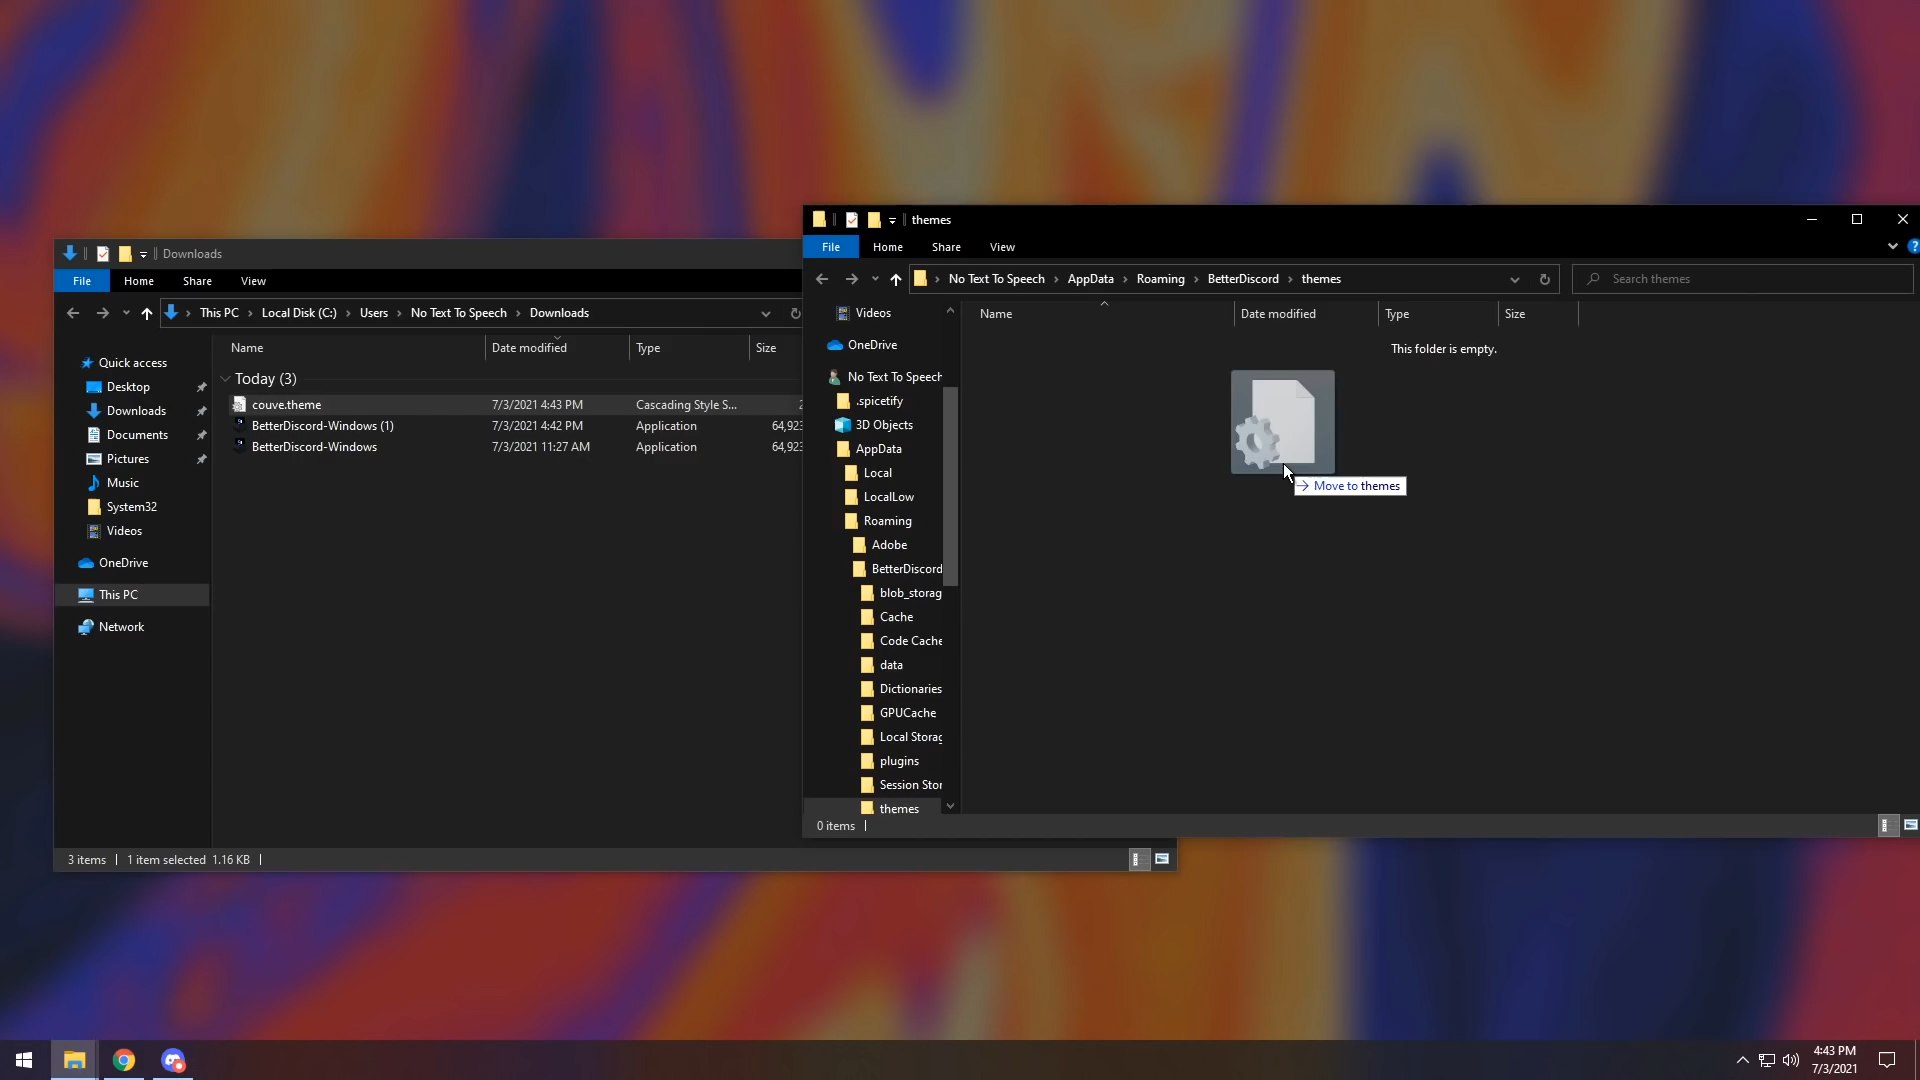 Downloads
File Home Share View
This PC Local Disk (C:) Users No Text To Speech Downloads
Name Date modified Type Size
Today (3)
couve.theme 7/3/2021 4:43 PM Cascading Style S... 2
BetterDiscord-Windows (1) 7/3/2021 4:42 PM Application 64,923
BetterDiscord-Windows 7/3/2021 11:27 AM Application 64,923
Quick access
Desktop
Downloads
Documents
Pictures
Music
System32
Videos
OneDrive
This PC
Network
3 items 1 item selected 1.16 KB
themes
File Home Share View
?
No Text To Speech AppData Roaming BetterDiscord themes
Search themes
Name Date modified Type Size
This folder is empty.
Move to themes
Videos
OneDrive
No Text To Speech
.spicetify
3D Objects
AppData
Local
LocalLow
Roaming
Adobe
BetterDiscord
blob_storag
Cache
Code Cache
data
Dictionaries
GPUCache
Local Storag
plugins
Session Stor
themes
0 items
4:43 PM
7/3/2021